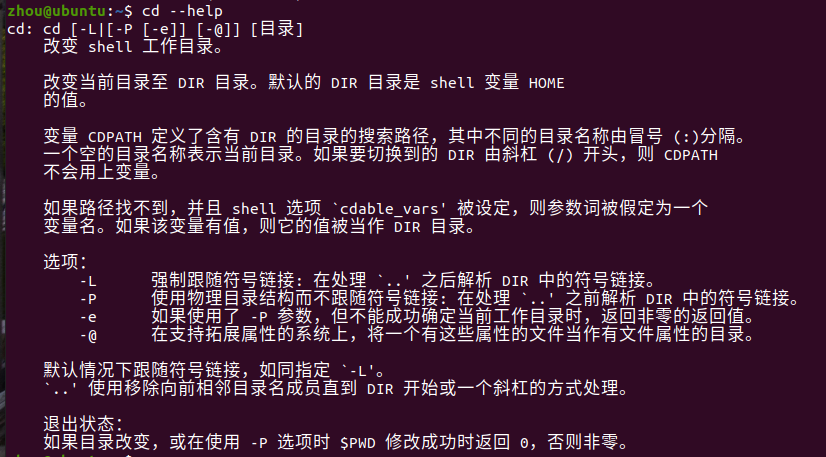 zhou@ubuntu:~$ cd --help
cd: cd [-L|[-P [-e]] [-@]] [目录]
改变 shell 工作目录。
改变当前目录至 DIR 目录。默认的 DIR 目录是 shell 变量 HOME
的值。
变量 CDPATH 定义了含有 DIR 的目录的搜索路径，其中不同的目录名称由冒号 (:)分隔。
一个空的目录名称表示当前目录。如果要切换到的 DIR 由斜杠 (/) 开头，则 CDPATH
不会用上变量。
如果路径找不到，并且 shell 选项 `cdable_vars' 被设定，则参数词被假定为一个
变量名。如果该变量有值，则它的值被当作 DIR 目录。
选项：
-L 强制跟随符号链接: 在处理 `..' 之后解析 DIR 中的符号链接。
-P 使用物理目录结构而不跟随符号链接: 在处理 `..' 之前解析 DIR 中的符号链接。
-e 如果使用了 -P 参数，但不能成功确定当前工作目录时，返回非零的返回值。
-@ 在支持拓展属性的系统上，将一个有这些属性的文件当作有文件属性的目录。
默认情况下跟随符号链接，如同指定 `-L'。
`..' 使用移除向前相邻目录名成员直到 DIR 开始或一个斜杠的方式处理。
退出状态：
如果目录改变，或在使用 -P 选项时 $PWD 修改成功时返回 0，否则非零。